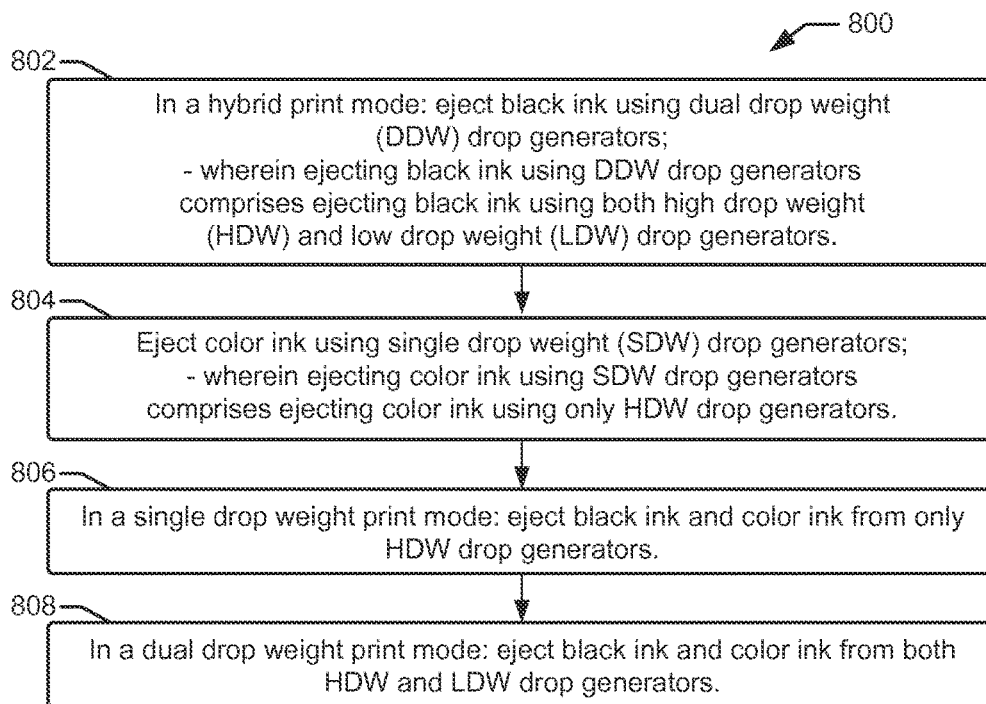 800
802
In a hybrid print mode: eject black ink using dual drop weight
(DDW) drop generators;
- wherein ejecting black ink using DDW drop generators
comprises ejecting black ink using both high drop weight
(HDW) and low drop weight (LDW) drop generators.
804
Eject color ink using single drop weight (SDW) drop generators;
- wherein ejecting color ink using SDW drop generators
comprises ejecting color ink using only HDW drop generators.
806
In a single drop weight print mode: eject black ink and color ink from only
HDW drop generators.
808
In a dual drop weight print mode: eject black ink and color ink from both
HDW and LDW drop generators.